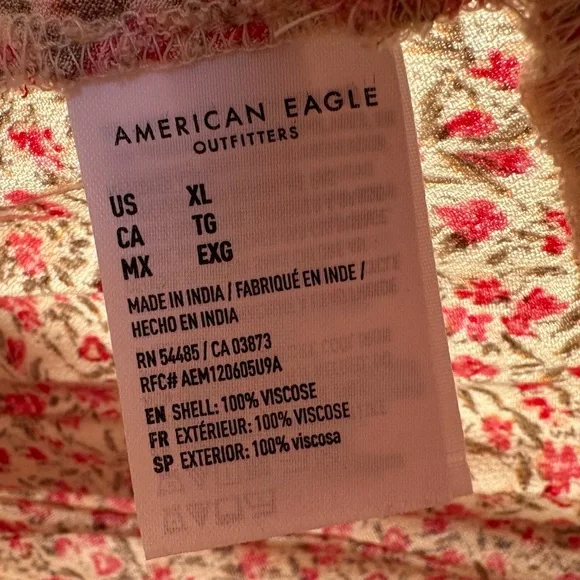 AMERICAN EAGLE
OUTFITTERS
US XL
CA TG
MX EXG
MADE IN INDIA / FABRIQUÉ EN INDE /
HECHO EN INDIA
RN 54485 / CA 03873
RFC# AEM120605U9A
EN SHELL: 100% VISCOSE
FR EXTÉRIEUR: 100% VISCOSE
SP EXTERIOR: 100% viscosa